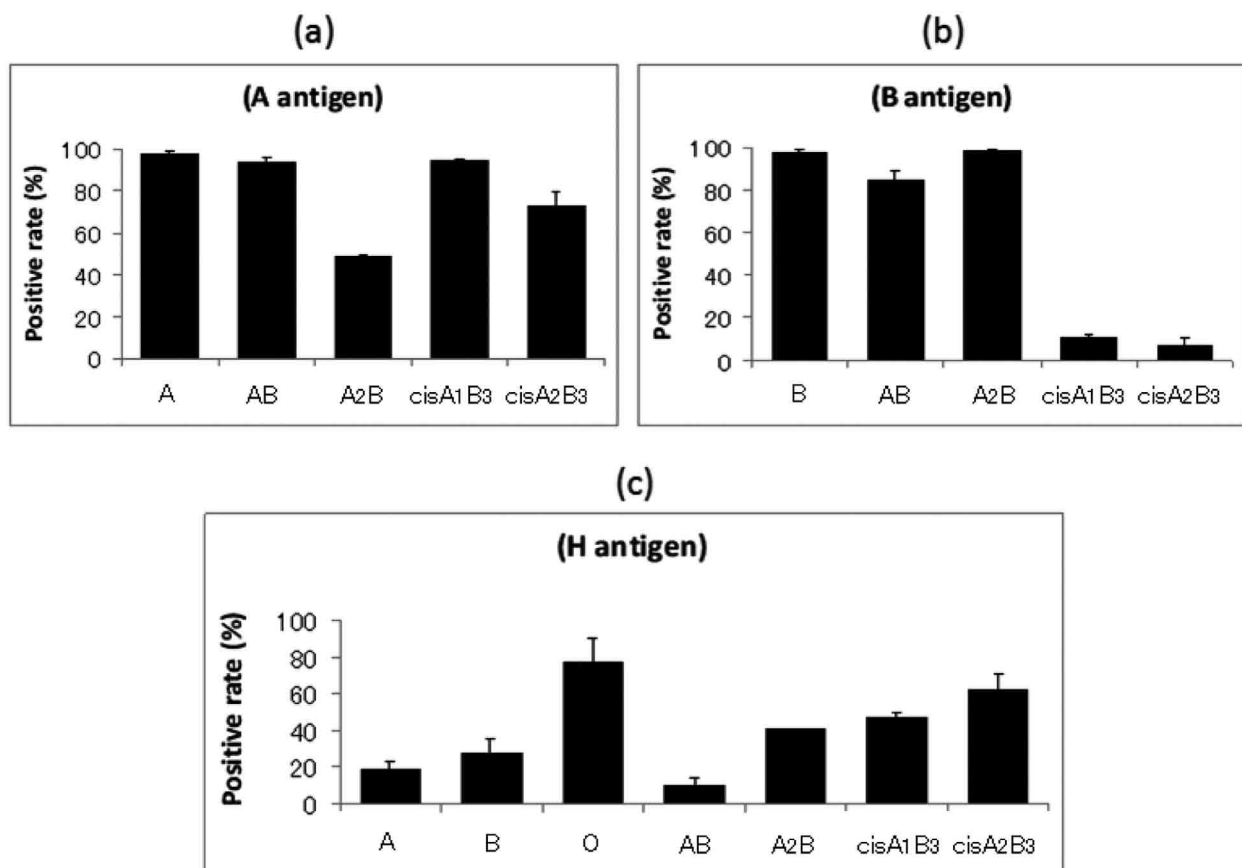 (a)
(A antigen)
Positive rate (%)
100
80
60
40
20
0
A AB A2B cisA1B3 cisA2B3
(b)
(B antigen)
Positive rate (%)
100
80
60
40
20
0
B AB A2B cisA1B3 cisA2B3
(c)
(H antigen)
Positive rate (%)
100
80
60
40
20
0
A B O AB A2B cisA1B3 cisA2B3